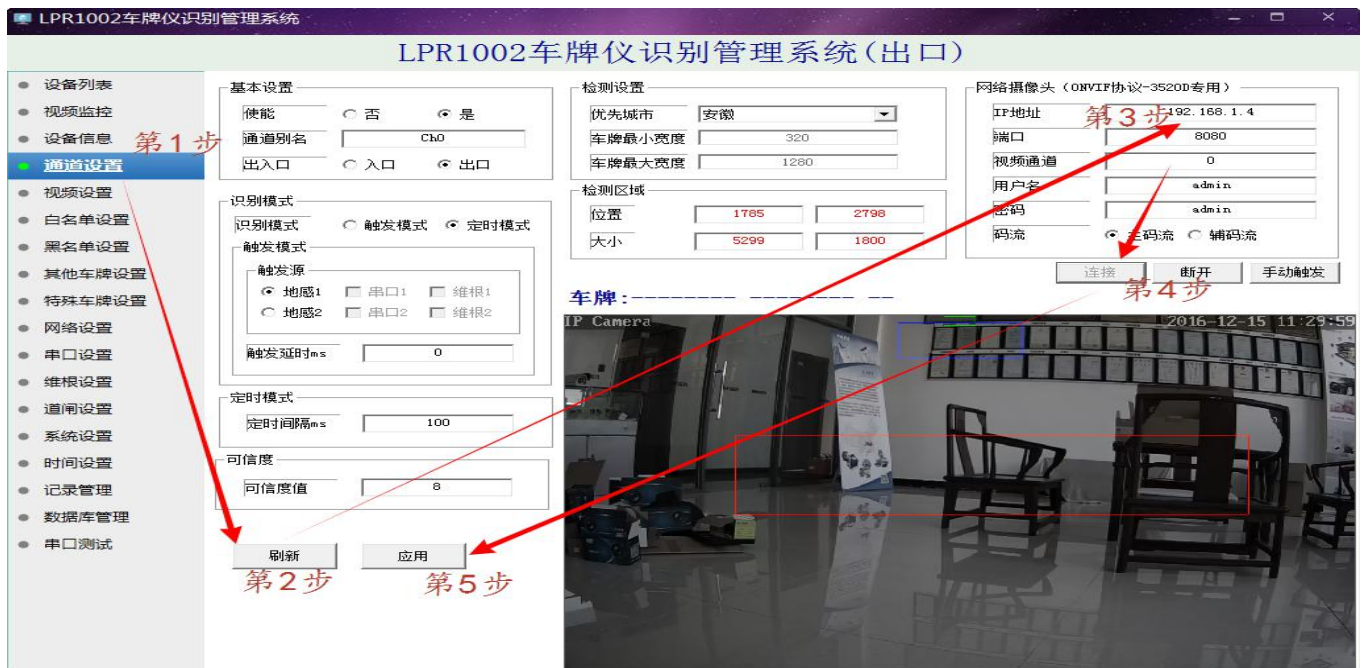 LPR1002车牌仪识别管理系统
LPR1002车牌仪识别管理系统(出口)
设备列表
视频监控
设备信息
第1步
通道设置
视频设置
白名单设置
黑名单设置
其他车牌设置
特殊车牌设置
网络设置
串口设置
维根设置
道闸设置
系统设置
时间设置
记录管理
数据库管理
串口测试
基本设置
使能 否 是
通道别名 Ch0
出入口 入口 出口
识别模式
识别模式 触发模式 定时模式
触发模式
触发源
地感1 串口1 维根1
地感2 串口2 维根2
触发延时ms 0
定时模式
定时间隔ms 100
可信度
可信度值 8
刷新 应用
第2步 第5步
检测设置
优先城市 安徽
车牌最小宽度 320
车牌最大宽度 1280
检测区域
位置 1785 2798
大小 5299 1800
网络摄像头(ONVIF协议-3520D专用)
IP地址 192.168.1.4
第3步
端口 8080
视频通道 0
用户名 admin
密码 admin
码流 主码流 辅码流
连接 断开 手动触发
第4步
车牌:-------- -------- --
IP Camera 2016-12-15 11:29:59